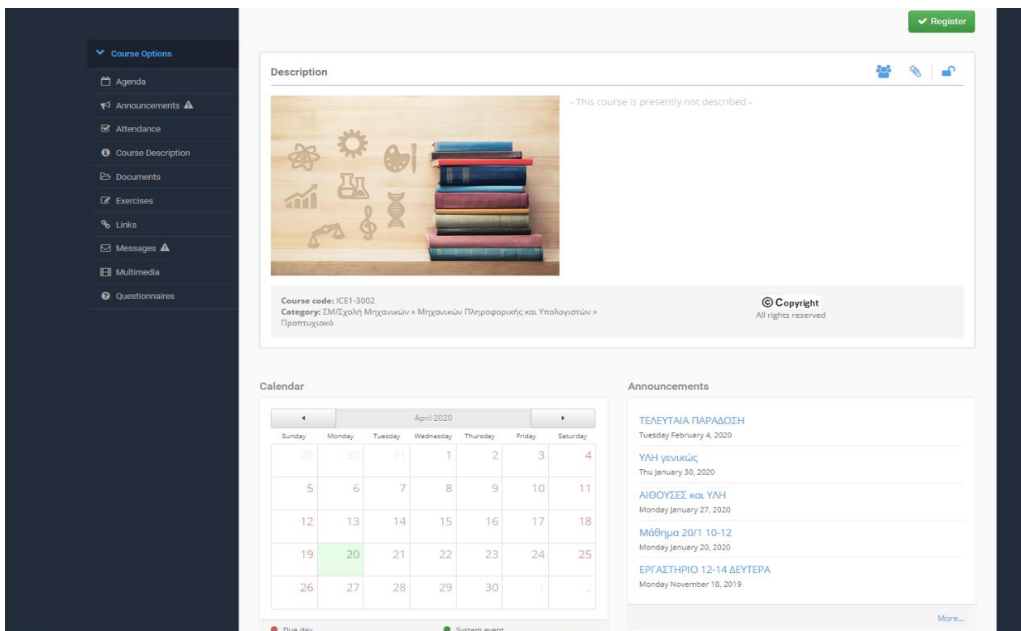 Register
Course Options
Agenda
Announcements
Attendance
Course Description
Documents
Exercises
Links
Messages
Multimedia
Questionnaires
Description
- This course is presently not described -
Course code: ICE1-3002
Category: ΣΜ/Σχολή Μηχανικών » Μηχανικών Πληροφορικής και Υπολογιστών »
Προπτυχιακό
© Copyright
All rights reserved
Calendar
April 2020
Sunday Monday Tuesday Wednesday Thursday Friday Saturday
29 30 31 1 2 3 4
5 6 7 8 9 10 11
12 13 14 15 16 17 18
19 20 21 22 23 24 25
26 27 28 29 30 1 2
Due day System event
Announcements
ΤΕΛΕΥΤΑΙΑ ΠΑΡΑΔΟΣΗ
Tuesday February 4, 2020
ΥΛΗ γενικώς
Thu January 30, 2020
ΑΙΘΟΥΣΕΣ και ΥΛΗ
Monday January 27, 2020
Μάθημα 20/1 10-12
Monday January 20, 2020
ΕΡΓΑΣΤΗΡΙΟ 12-14 ΔΕΥΤΕΡΑ
Monday November 18, 2019
More...